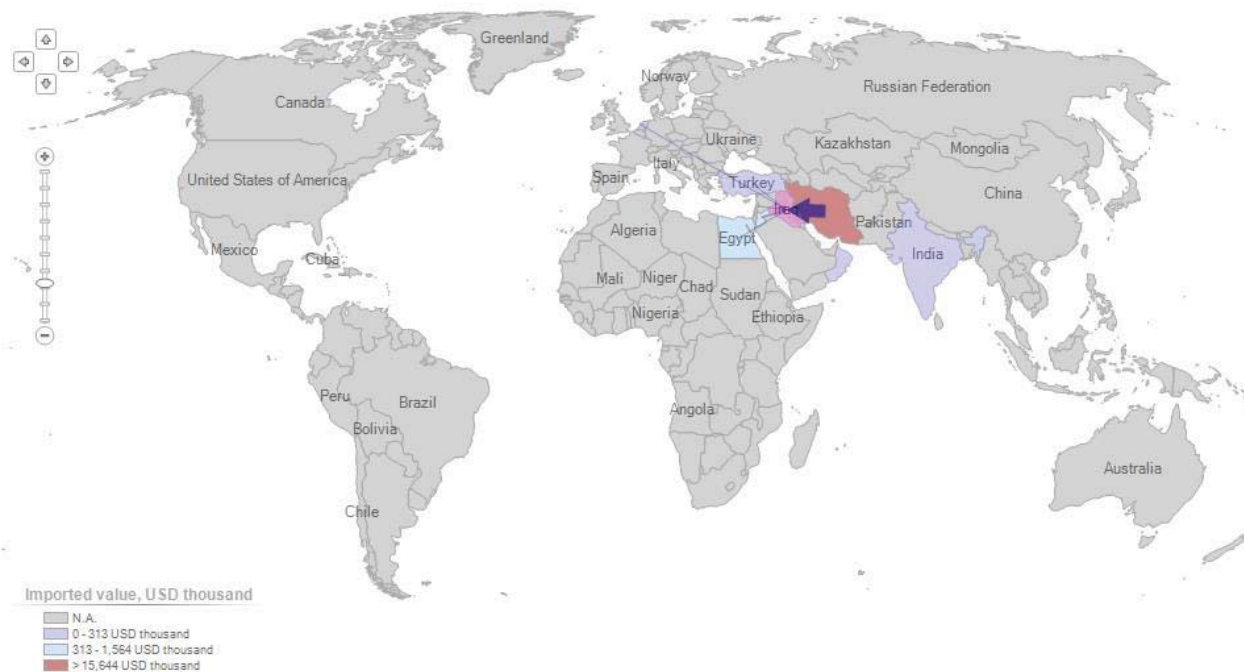 Greenland
Norway
Russian Federation
Canada
Ukraine
Kazakhstan
Mongolia
Italy
Spain
United States of America
Turkey
China
Iraq
Pakistan
Algeria
Egypt
Mexico
India
Cuba
Mali
Niger
Chad
Sudan
Nigeria
Ethiopia
Peru
Brazil
Angola
Bolivia
Australia
Chile
Imported value, USD thousand
N.A.
0 - 313 USD thousand
313 - 1,564 USD thousand
> 15,644 USD thousand